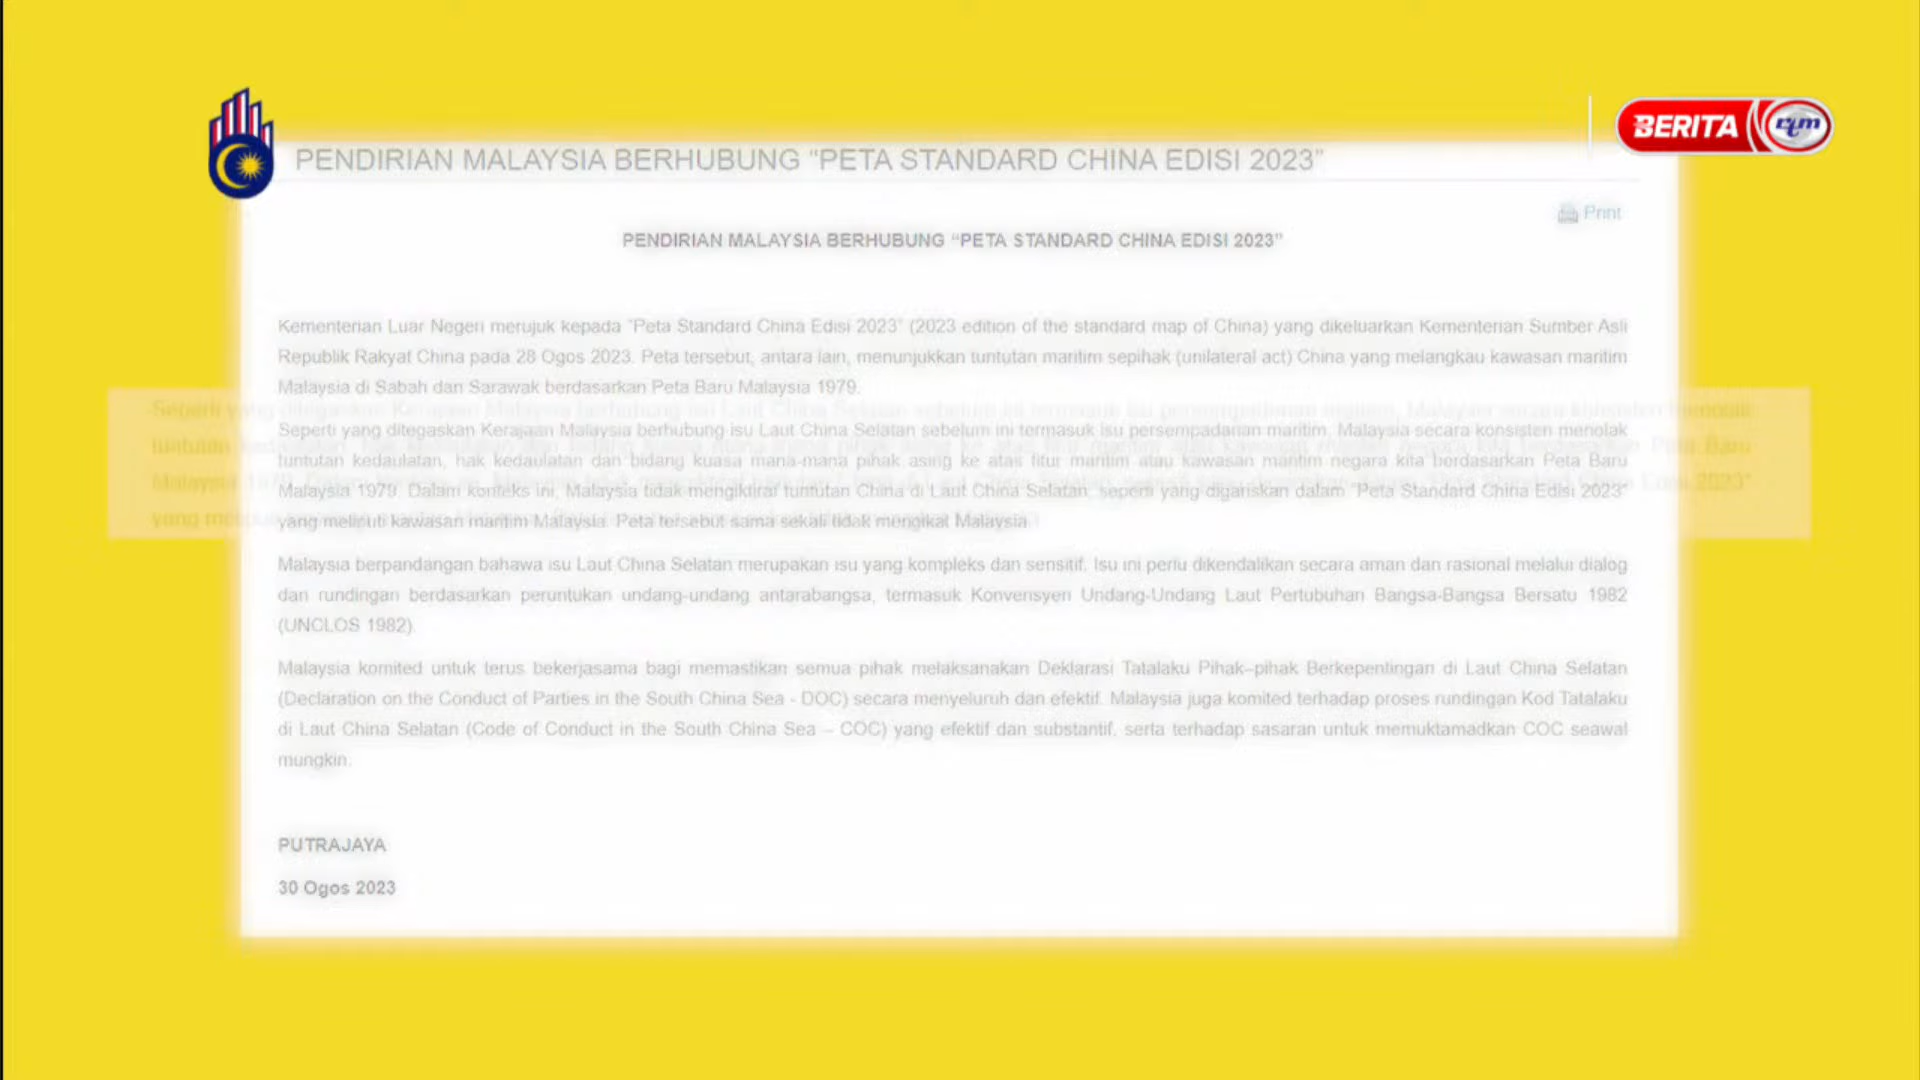 BERITA rtm
PENDIRIAN MALAYSIA BERHUBUNG “PETA STANDARD CHINA EDISI 2023”
Print
PENDIRIAN MALAYSIA BERHUBUNG “PETA STANDARD CHINA EDISI 2023”
Kementerian Luar Negeri merujuk kepada “Peta Standard China Edisi 2023” (2023 edition of the standard map of China) yang dikeluarkan Kementerian Sumber Asli
Republik Rakyat China pada 28 Ogos 2023. Peta tersebut, antara lain, menunjukkan tuntutan maritim sepihak (unilateral act) China yang melangkau kawasan maritim
Malaysia di Sabah dan Sarawak berdasarkan Peta Baru Malaysia 1979.
Seperti yang ditegaskan Kerajaan Malaysia berhubung isu Laut China Selatan sebelum ini termasuk isu persempadanan maritim, Malaysia secara konsisten menolak
tuntutan kedaulatan, hak kedaulatan dan bidang kuasa mana-mana pihak asing ke atas fitur maritim atau kawasan maritim negara kita berdasarkan Peta Baru
Malaysia 1979. Dalam konteks ini, Malaysia tidak mengiktiraf tuntutan China di Laut China Selatan, seperti yang digariskan dalam “Peta Standard China Edisi 2023”
yang meliputi kawasan maritim Malaysia. Peta tersebut sama sekali tidak mengikat Malaysia.
Malaysia berpandangan bahawa isu Laut China Selatan merupakan isu yang kompleks dan sensitif. Isu ini perlu dikendalikan secara aman dan rasional melalui dialog
dan rundingan berdasarkan peruntukan undang-undang antarabangsa, termasuk Konvensyen Undang-Undang Laut Pertubuhan Bangsa-Bangsa Bersatu 1982
(UNCLOS 1982).
Malaysia komited untuk terus bekerjasama bagi memastikan semua pihak melaksanakan Deklarasi Tatalaku Pihak–pihak Berkepentingan di Laut China Selatan
(Declaration on the Conduct of Parties in the South China Sea - DOC) secara menyeluruh dan efektif. Malaysia juga komited terhadap proses rundingan Kod Tatalaku
di Laut China Selatan (Code of Conduct in the South China Sea – COC) yang efektif dan substantif, serta terhadap sasaran untuk memuktamadkan COC seawal
mungkin.
PUTRAJAYA
30 Ogos 2023